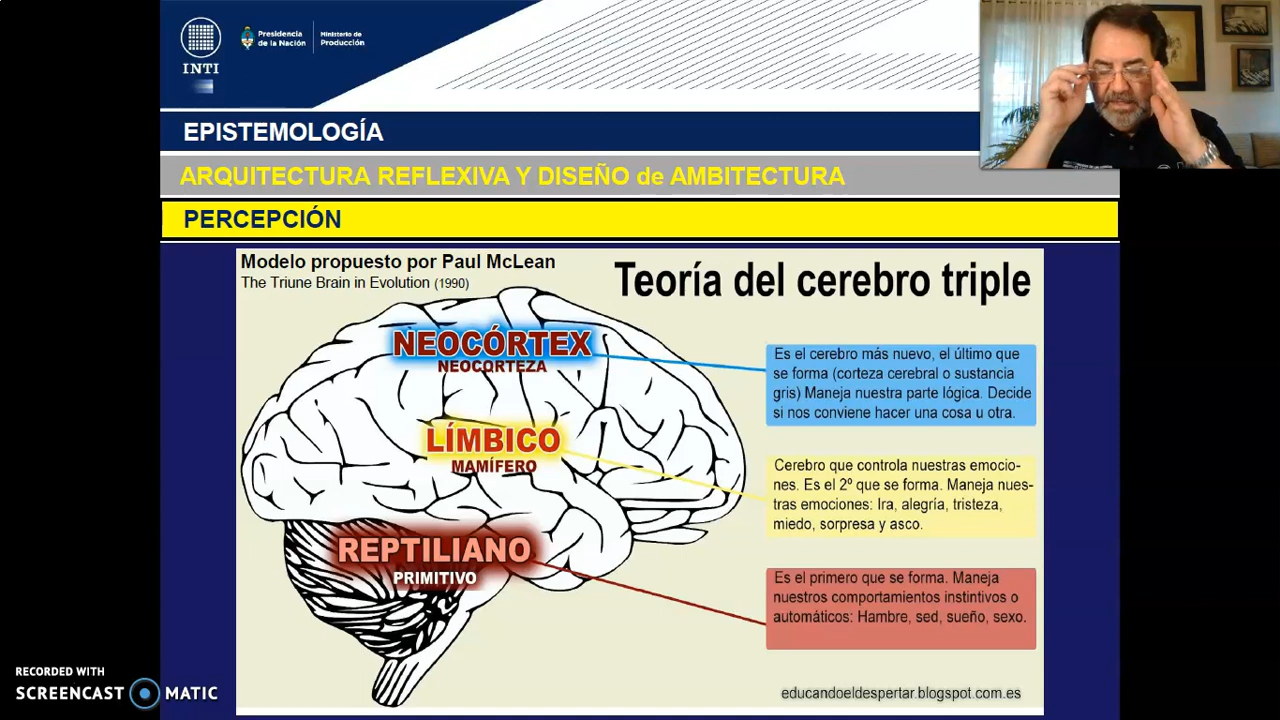 INTI
Presidencia
de la Nación
Ministerio de
Producción
EPISTEMOLOGÍA
ARQUITECTURA REFLEXIVA Y DISEÑO de AMBITECTURA
PERCEPCIÓN
Modelo propuesto por Paul McLean
The Triune Brain in Evolution (1990)
Teoría del cerebro triple
NEOCÓRTEX
NEOCORTEZA
Es el cerebro más nuevo, el último que
se forma (corteza cerebral o sustancia
gris) Maneja nuestra parte lógica. Decide
si nos conviene hacer una cosa u otra.
LÍMBICO
MAMÍFERO
Cerebro que controla nuestras emocio-
nes. Es el 2º que se forma. Maneja nues-
tras emociones: Ira, alegría, tristeza,
miedo, sorpresa y asco.
REPTILIANO
PRIMITIVO
Es el primero que se forma. Maneja
nuestros comportamientos instintivos o
automáticos: Hambre, sed, sueño, sexo.
educandoeldespertar.blogspot.com.es
RECORDED WITH
SCREENCAST MATIC